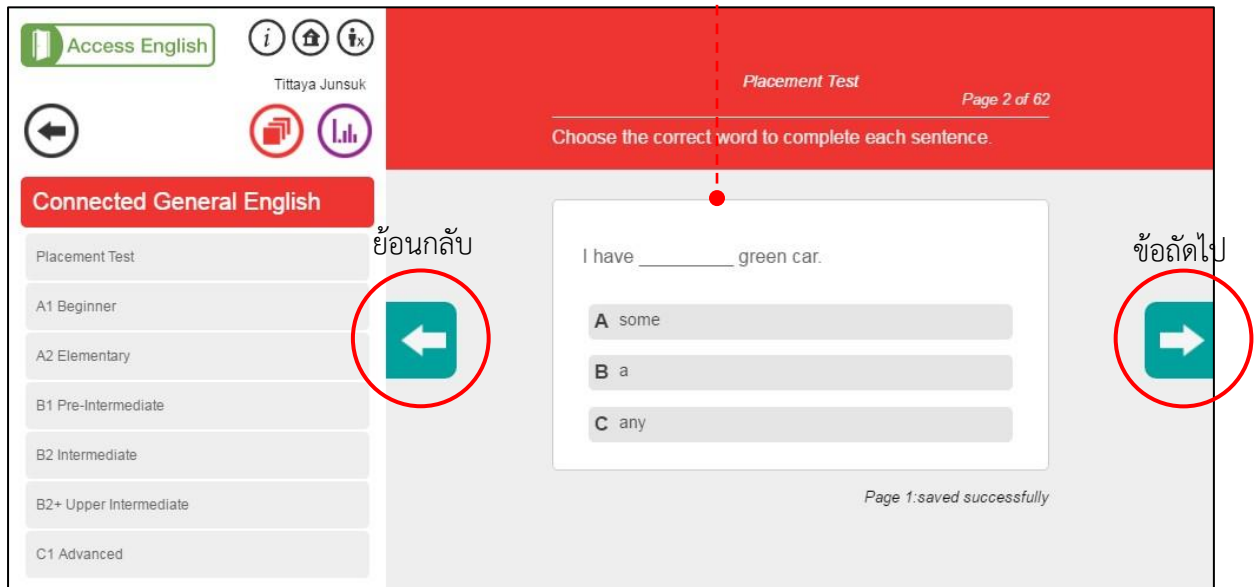 Access English
i
x
Tittaya Junsuk
Placement Test
Page 2 of 62
Choose the correct word to complete each sentence.
Connected General English
Placement Test
A1 Beginner
A2 Elementary
B1 Pre-Intermediate
B2 Intermediate
B2+ Upper Intermediate
C1 Advanced
ย้อนกลับ
I have _________ green car.
A some
B a
C any
ข้อถัดไป
Page 1:saved successfully